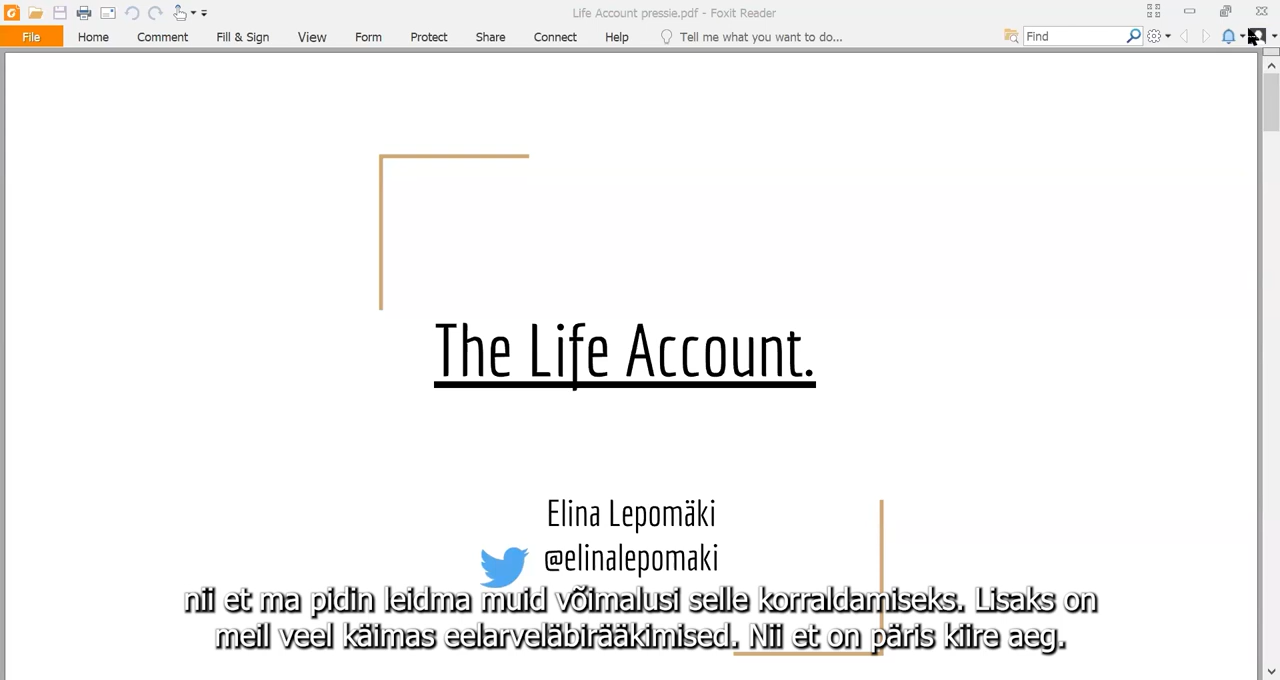 Life Account pressie.pdf - Foxit Reader
File Home Comment Fill & Sign View Form Protect Share Connect Help Tell me what you want to do... Find
The Life Account.
Elina Lepomäki
@elinalepomaki
nii et ma pidin leidma muid võimalusi selle korraldamiseks. Lisaks on
meil veel käimas eelarveläbirääkimised. Nii et on päris kiire aeg.